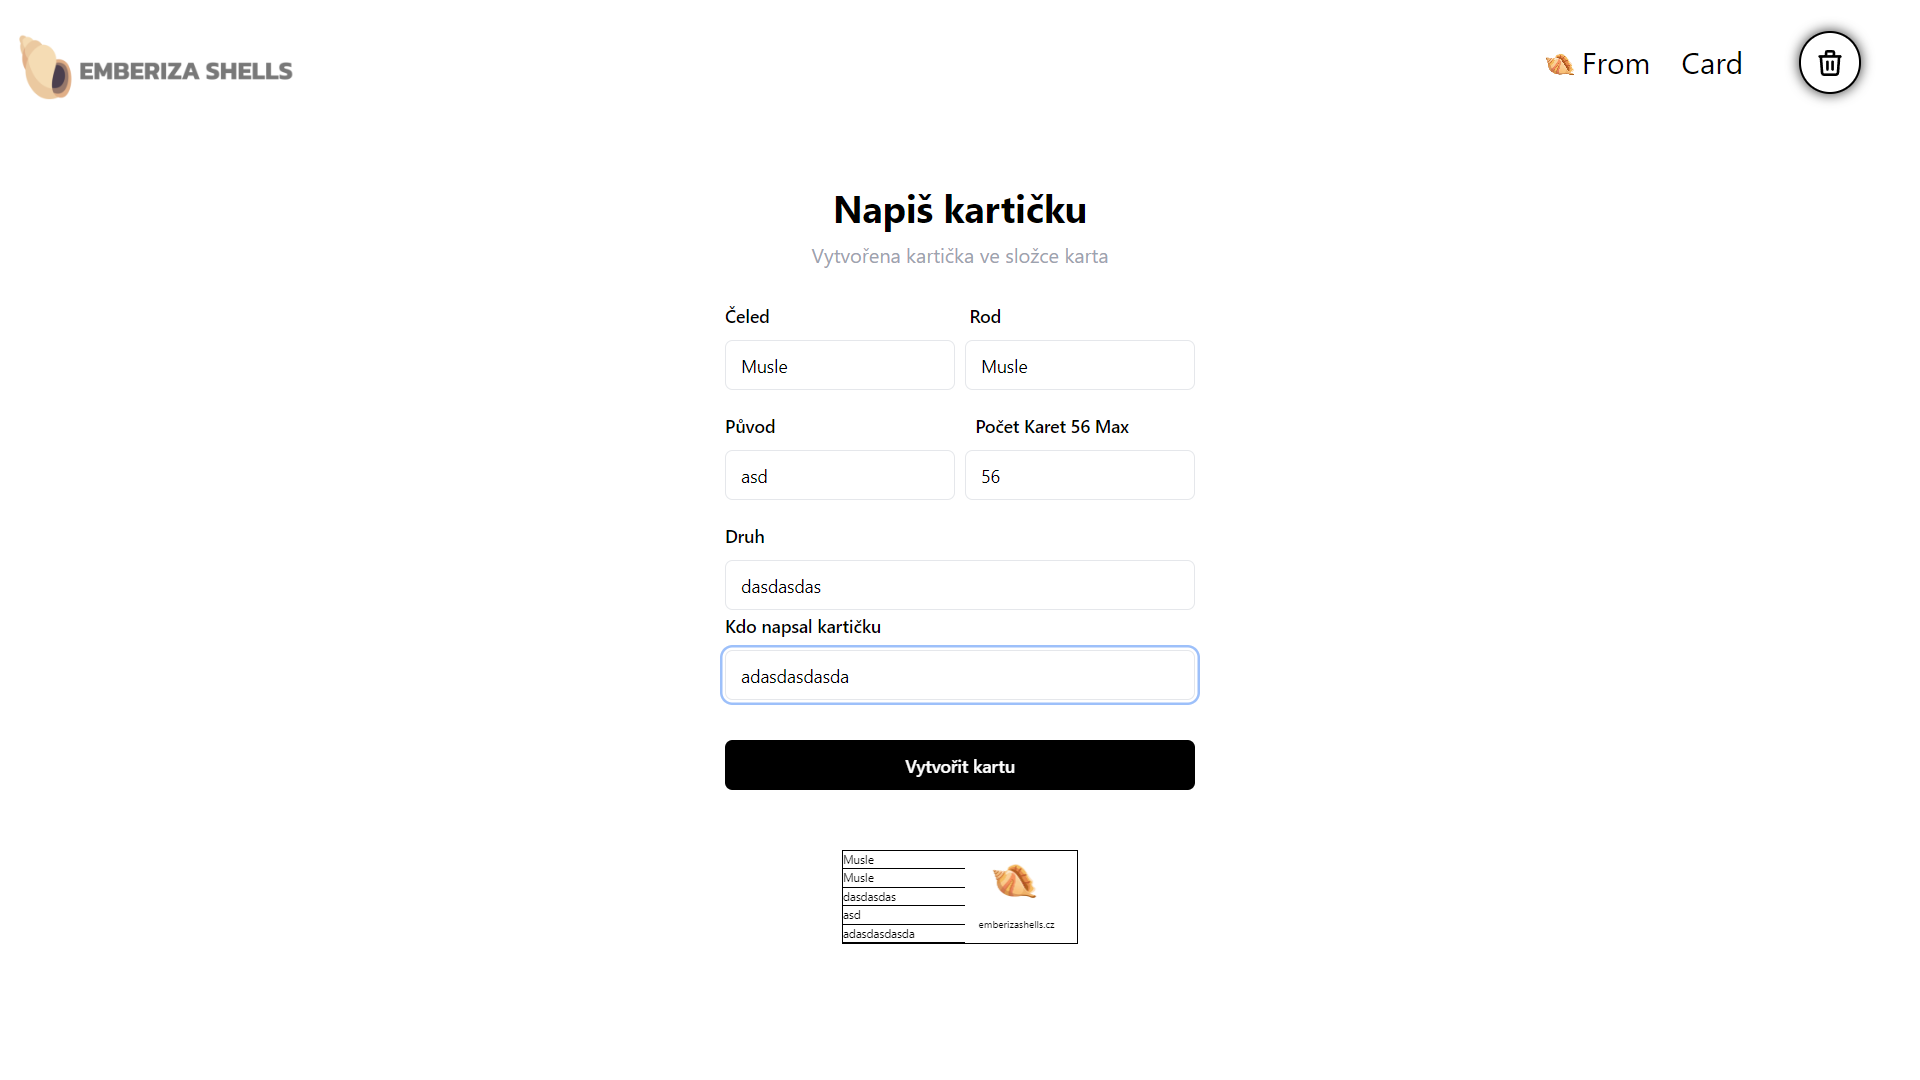 EMBERIZA SHELLS
From Card
Napiš kartičku
Vytvořena kartička ve složce karta
Čeled Rod
Musle Musle
Původ Počet Karet 56 Max
asd 56
Druh
dasdasdas
Kdo napsal kartičku
adasdasdasda
Vytvořit kartu
Musle
Musle
dasdasdas
asd
emberizashells.cz
adasdasdasda